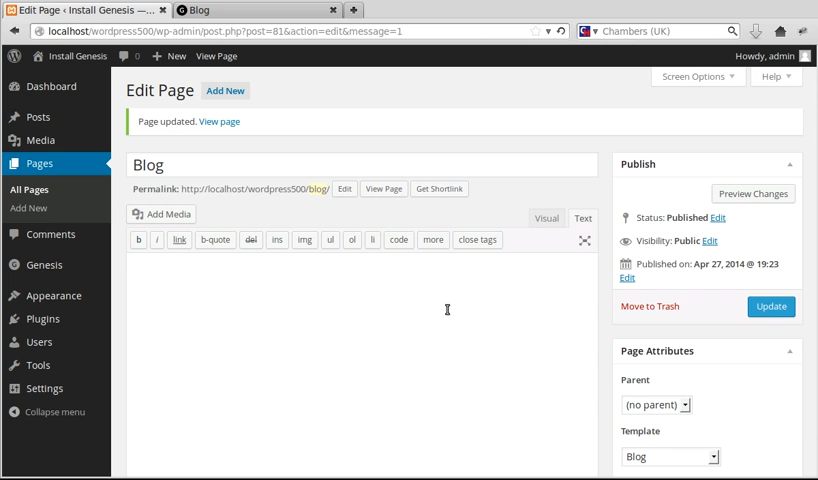 Edit Page ‹ Install Genesis —...
Blog
localhost/wordpress500/wp-admin/post.php?post=81&action=edit&message=1
Chambers (UK)
Install Genesis
0
+ New
View Page
Howdy, admin
Dashboard
Posts
Media
Pages
All Pages
Add New
Comments
Genesis
Appearance
Plugins
Users
Tools
Settings
Collapse menu
Screen Options
Help
Edit Page
Add New
Page updated. View page
Blog
Permalink: http://localhost/wordpress500/blog/
Edit
View Page
Get Shortlink
Add Media
Visual
Text
b
i
link
b-quote
del
ins
img
ul
ol
li
code
more
close tags
Publish
Preview Changes
Status: Published Edit
Visibility: Public Edit
Published on: Apr 27, 2014 @ 19:23
Edit
Move to Trash
Update
Page Attributes
Parent
(no parent)
Template
Blog